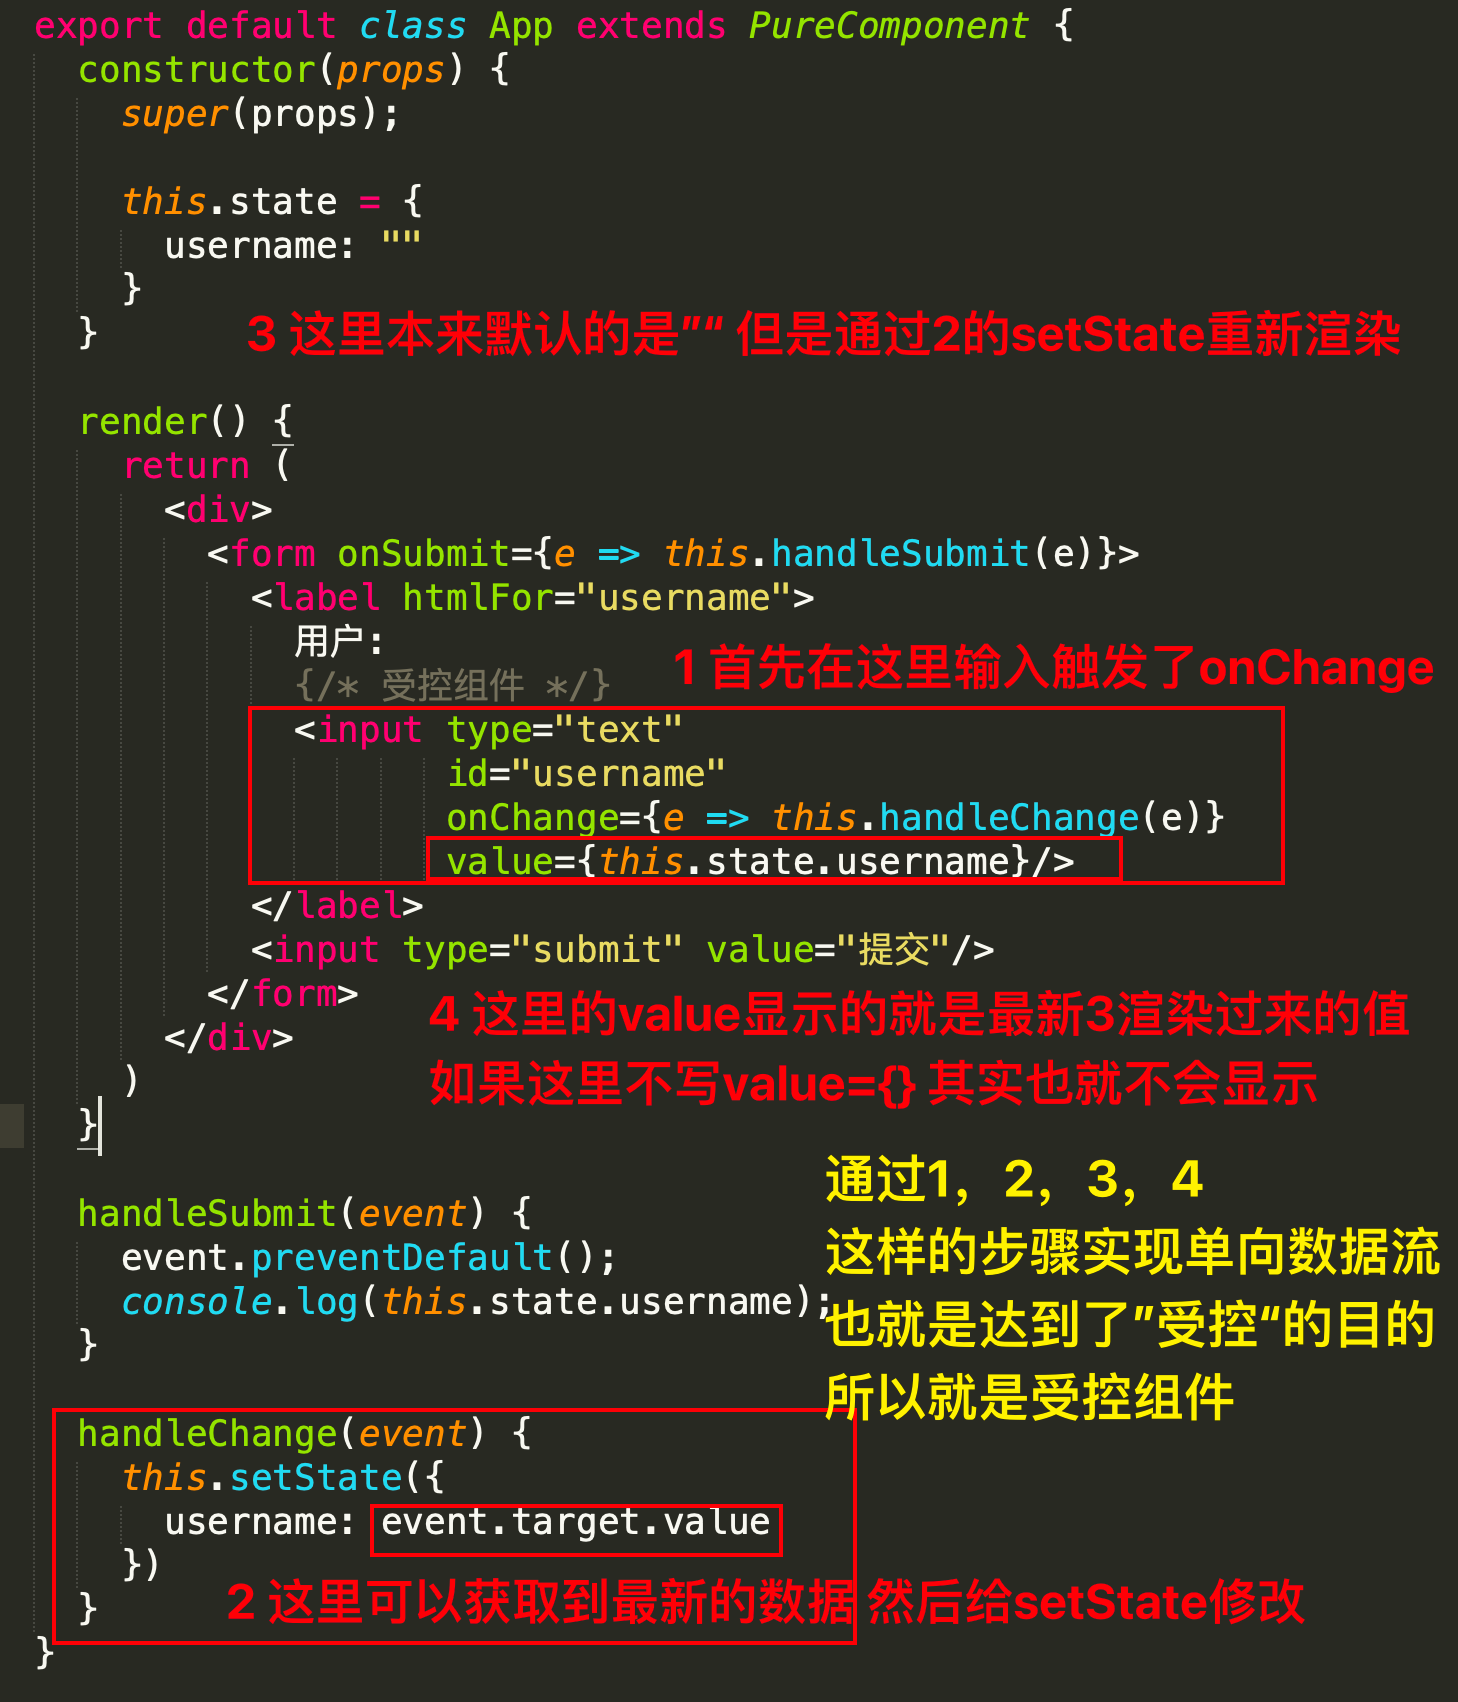 export default class App extends PureComponent {
constructor(props) {
super(props);
this.state = {
username: ""
}
}
3 这里本来默认的是”“ 但是通过2的setState重新渲染
render() {
return (
<div>
<form onSubmit={e => this.handleSubmit(e)}>
<label htmlFor="username">
用户:
{/* 受控组件 */}
1 首先在这里输入触发了onChange
<input type="text"
id="username"
onChange={e => this.handleChange(e)}
value={this.state.username}/>
</label>
<input type="submit" value="提交"/>
</form>
4 这里的value显示的就是最新3渲染过来的值
</div>
如果这里不写value={} 其实也就不会显示
)
}
通过1，2，3，4
这样的步骤实现单向数据流
也就是达到了”受控“的目的
所以就是受控组件
handleSubmit(event) {
event.preventDefault();
console.log(this.state.username);
}
handleChange(event) {
this.setState({
username: event.target.value
})
}
2 这里可以获取到最新的数据 然后给setState修改
}